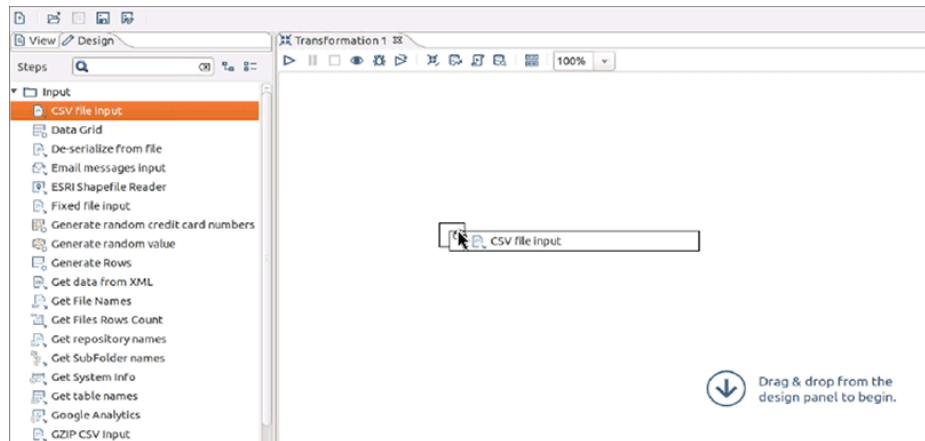 View
Design
Transformation 1
Steps
100%
Input
CSV file input
Data Grid
De-serialize from file
Email messages input
ESRI Shapefile Reader
Fixed file input
Generate random credit card numbers
Generate random value
Generate Rows
Get data from XML
Get File Names
Get Files Rows Count
Get repository names
Get SubFolder names
Get System Info
Get table names
Google Analytics
GZIP CSV Input
CSV file input
Drag & drop from the
design panel to begin.